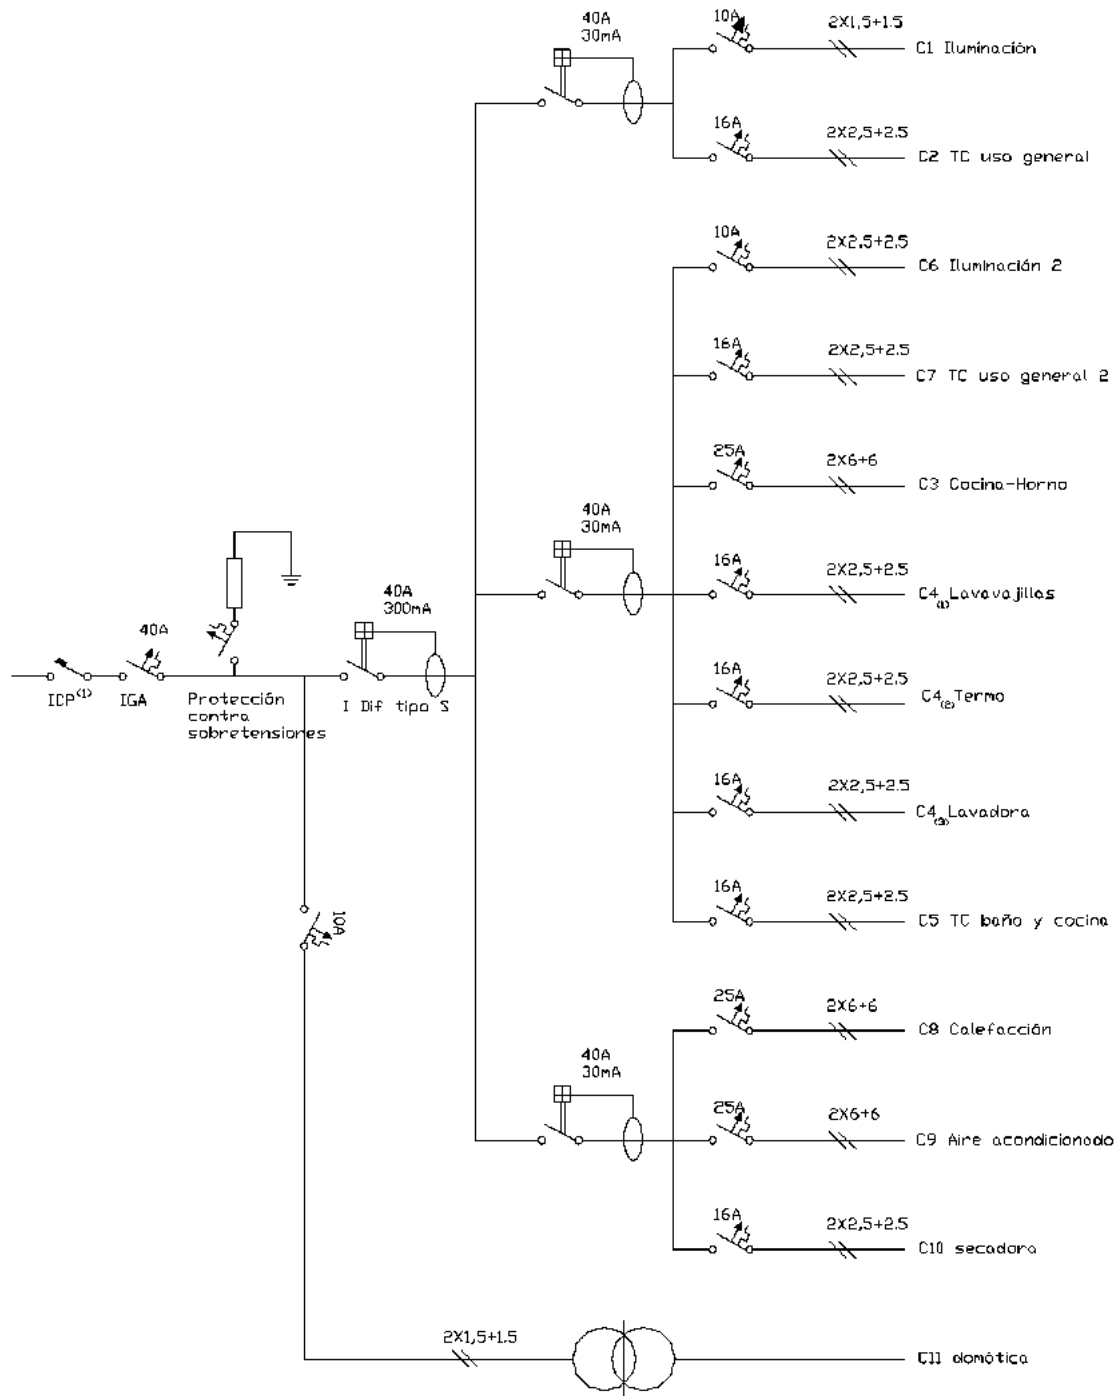 40A
30mA
10A
2X1,5+1.5
C1 Iluminación
16A
2X2,5+2.5
C2 TC uso general
10A
2X2,5+2.5
C6 Iluminación 2
16A
2X2,5+2.5
C7 TC uso general 2
25A
2X6+6
C3 Cocina-Horno
40A
30mA
16A
2X2,5+2.5
C4(1) Lavavajillas
40A
300mA
40A
ICP(1)
IGA
Protección
contra
sobretensiones
I Dif tipo S
16A
2X2,5+2.5
C4(2) Termo
16A
2X2,5+2.5
C4(3) Lavadora
16A
2X2,5+2.5
C5 TC baño y cocina
10A
25A
2X6+6
C8 Calefacción
40A
30mA
25A
2X6+6
C9 Aire acondicionado
16A
2X2,5+2.5
C10 secadora
2X1,5+1.5
C11 domótica